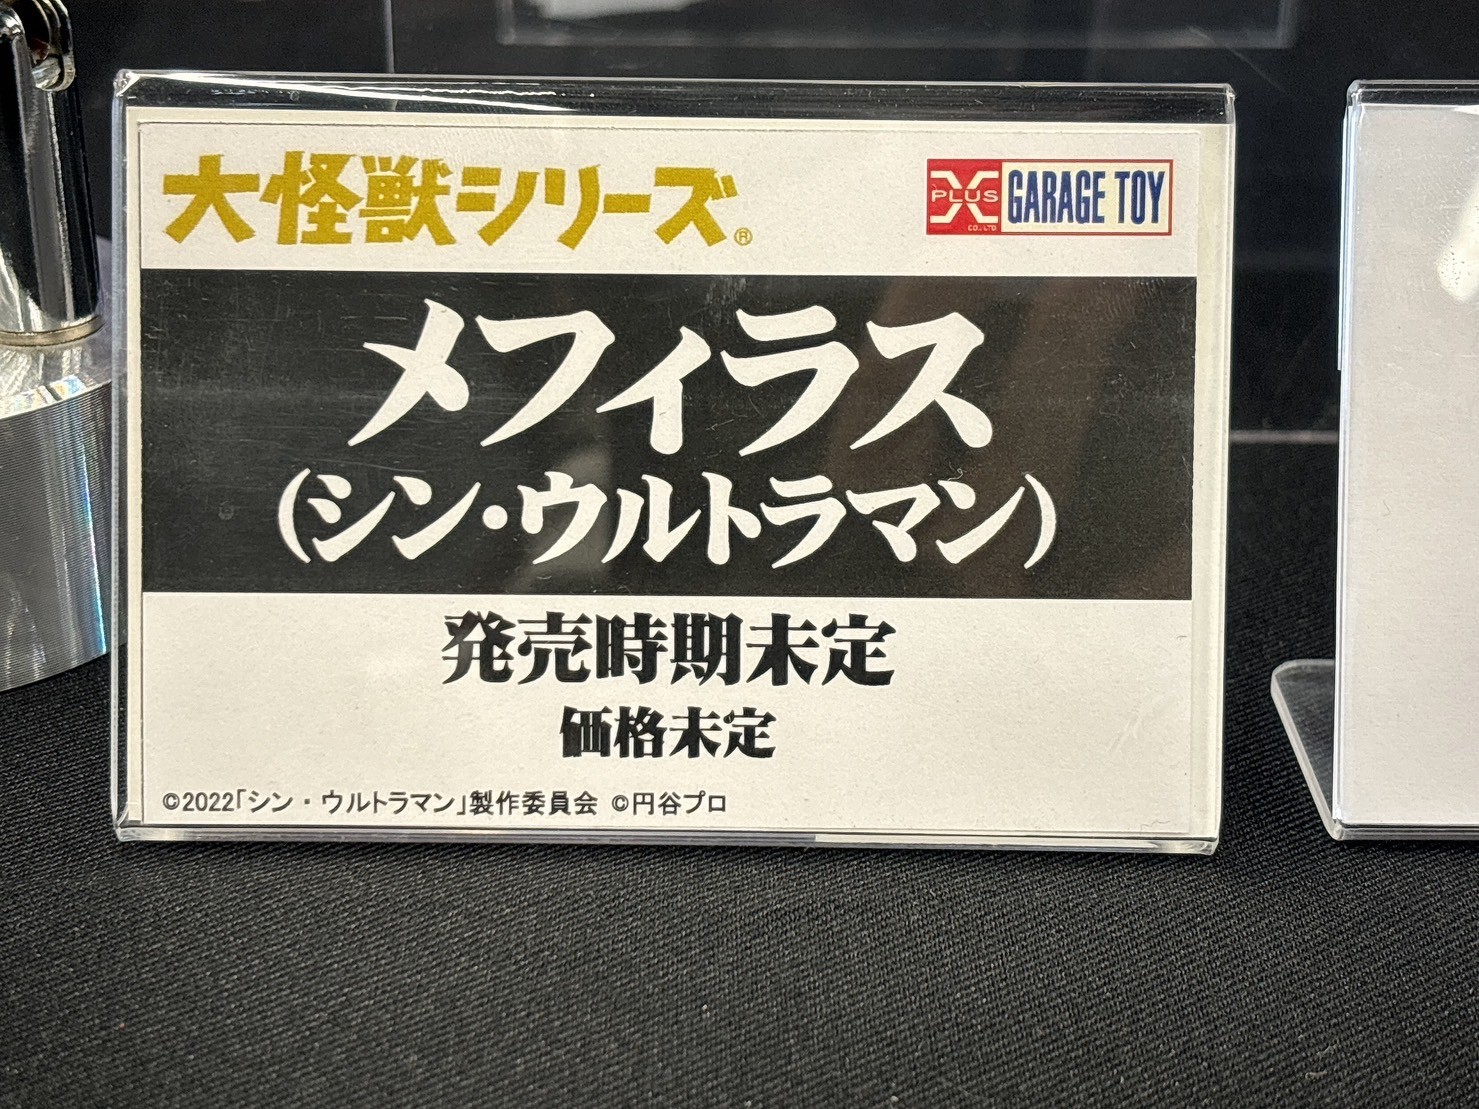 大怪獣シリーズ®
X PLUS CO.,LTD GARAGE TOY
メフィラス
(シン・ウルトラマン)
発売時期未定
価格未定
©2022「シン・ウルトラマン」製作委員会 ©円谷プロ